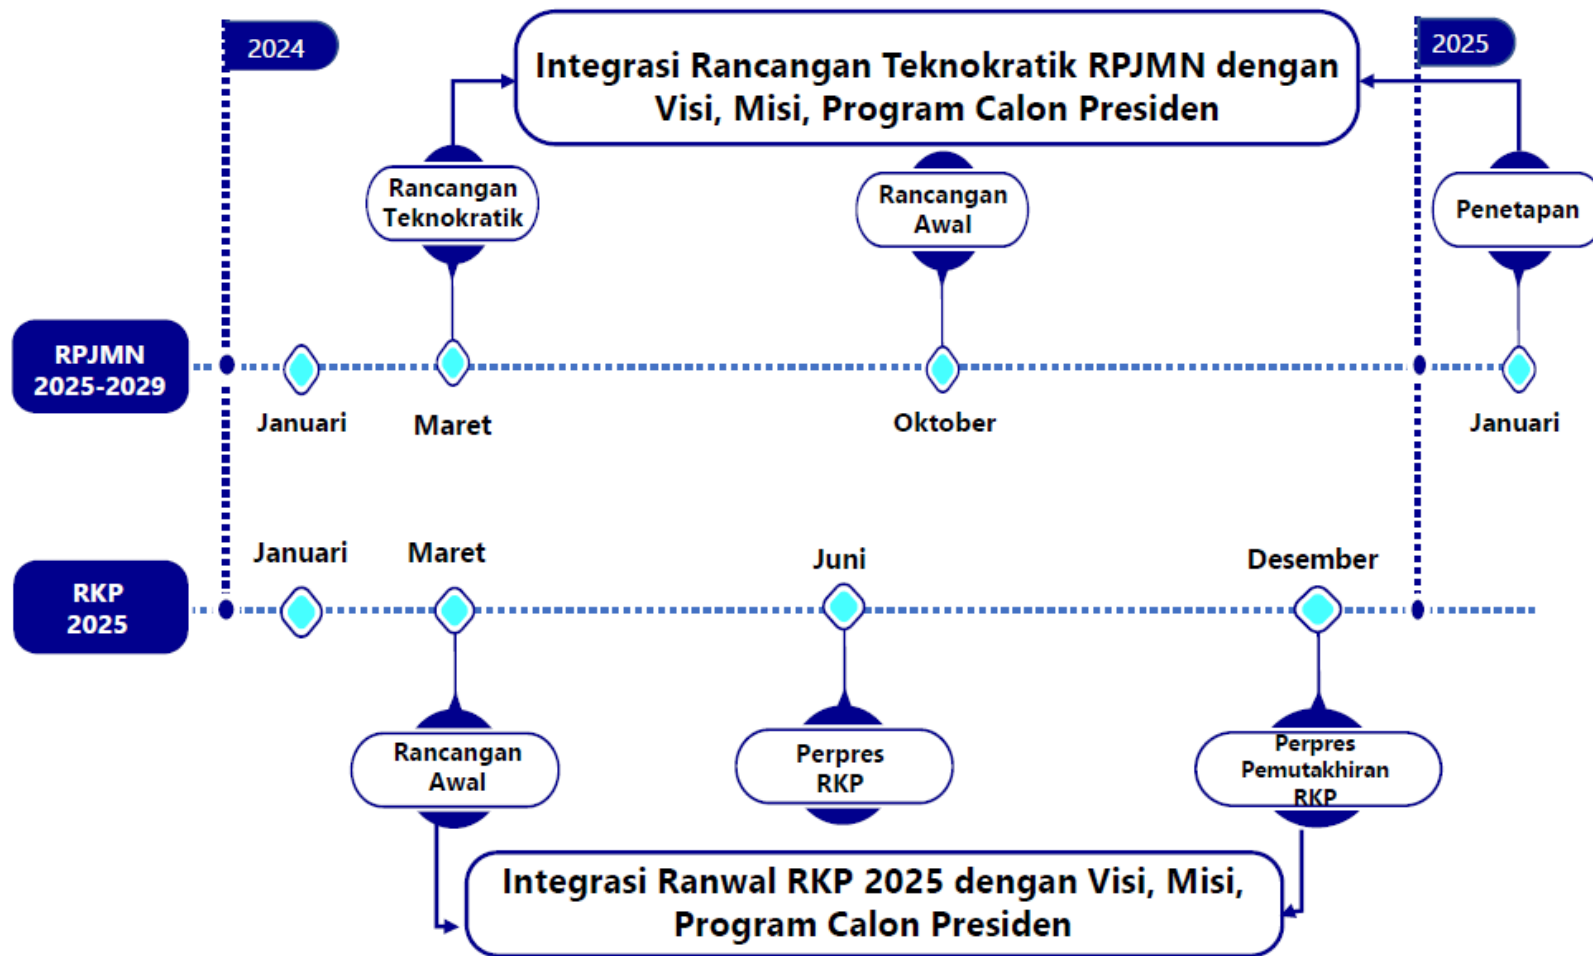 2024
Integrasi Rancangan Teknokratik RPJMN dengan
Visi, Misi, Program Calon Presiden
2025
Rancangan
Teknokratik
Rancangan
Awal
Penetapan
RPJMN
2025-2029
Januari
Maret
Oktober
Januari
RKP
2025
Januari
Maret
Juni
Desember
Rancangan
Awal
Perpres
RKP
Perpres
Pemutakhiran
RKP
Integrasi Ranwal RKP 2025 dengan Visi, Misi,
Program Calon Presiden